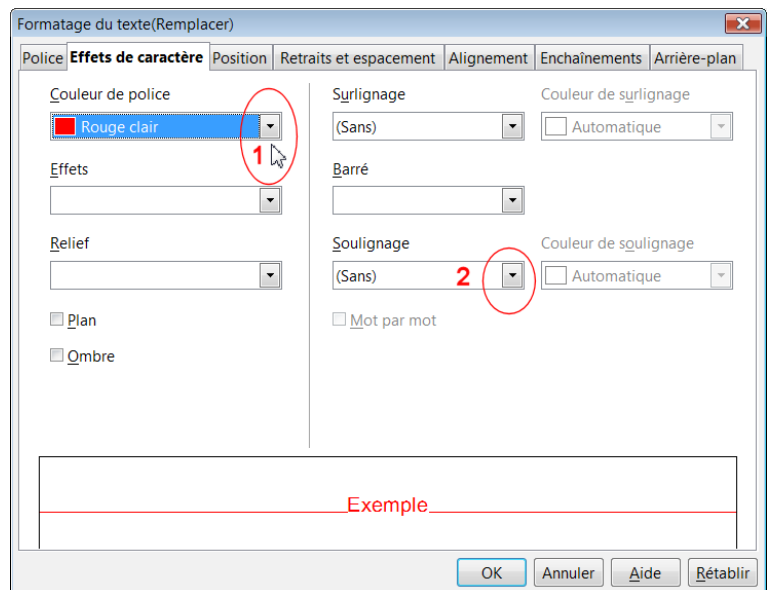 Formatage du texte(Remplacer)
Police Effets de caractère Position Retraits et espacement Alignement Enchaînements Arrière-plan
Couleur de police Surlignage Couleur de surlignage
Rouge clair (Sans) Automatique
1
Effets Barré
Relief Soulignage Couleur de soulignage
(Sans) 2 Automatique
Plan Mot par mot
Ombre
Exemple
OK Annuler Aide Rétablir